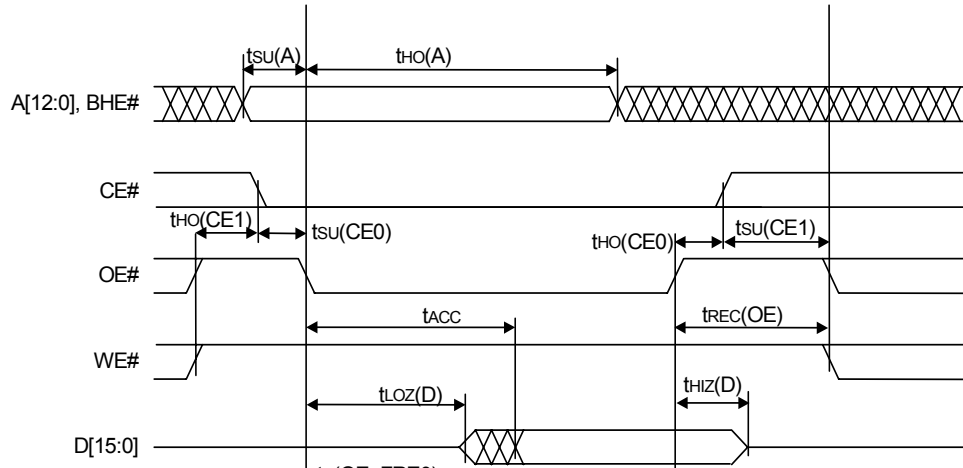 tSU(A) tHO(A)
A[12:0], BHE#
CE#
tHO(CE1) tSU(CE0) tHO(CE0) tSU(CE1)
OE#
tACC tREC(OE)
WE#
tLOZ(D) tHIZ(D)
D[15:0]